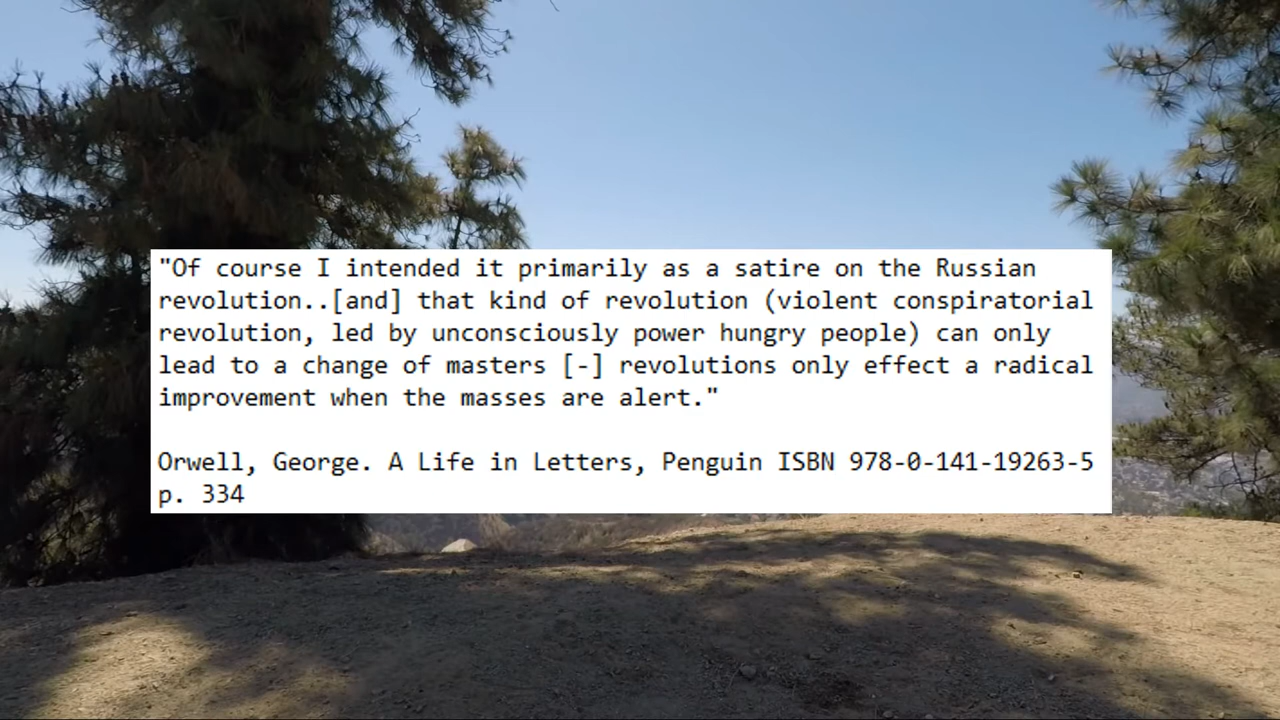 "Of course I intended it primarily as a satire on the Russian
revolution..[and] that kind of revolution (violent conspiratorial
revolution, led by unconsciously power hungry people) can only
lead to a change of masters [-] revolutions only effect a radical
improvement when the masses are alert."
Orwell, George. A Life in Letters, Penguin ISBN 978-0-141-19263-5
p. 334